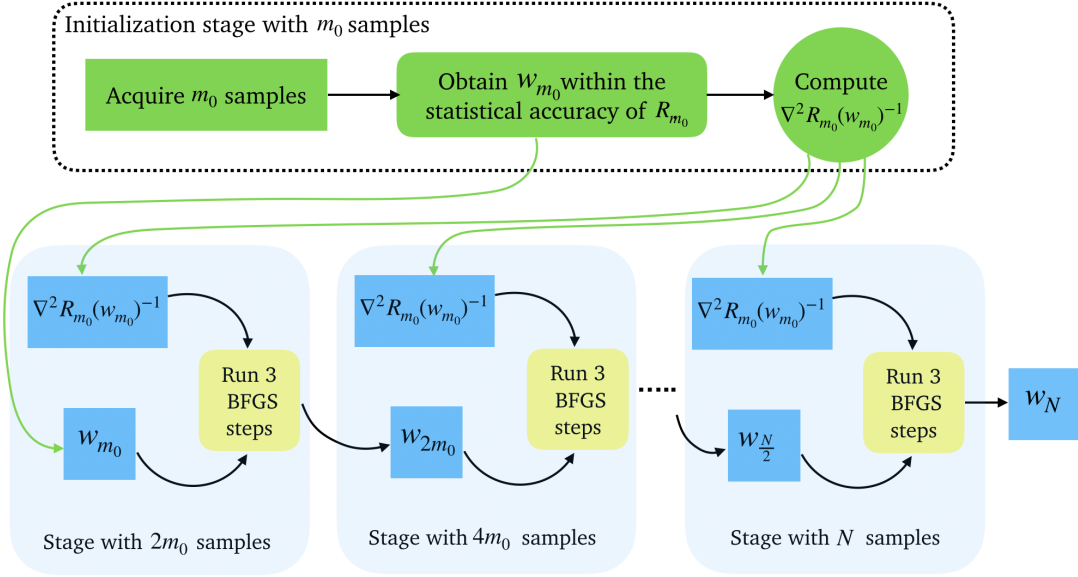 Initialization stage with m₀ samples
Acquire m₀ samples
Obtain w_{m₀} within the
statistical accuracy of R_{m₀}
Compute
∇²R_{m₀}(w_{m₀})⁻¹
∇²R_{m₀}(w_{m₀})⁻¹
Run 3
BFGS
steps
w_{m₀}
Stage with 2m₀ samples
∇²R_{m₀}(w_{m₀})⁻¹
Run 3
BFGS
steps
w_{2m₀}
Stage with 4m₀ samples
∇²R_{m₀}(w_{m₀})⁻¹
Run 3
BFGS
steps
w_{N/2}
Stage with N samples
w_N